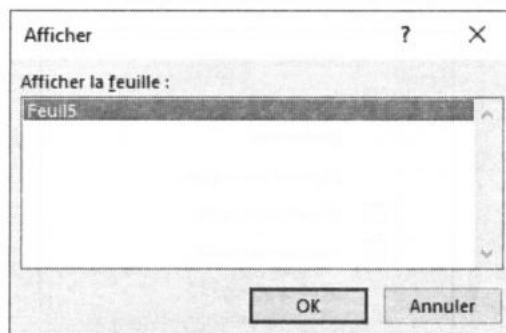 Afficher ? ×
Afficher la feuille :
Feuil5
OK Annuler